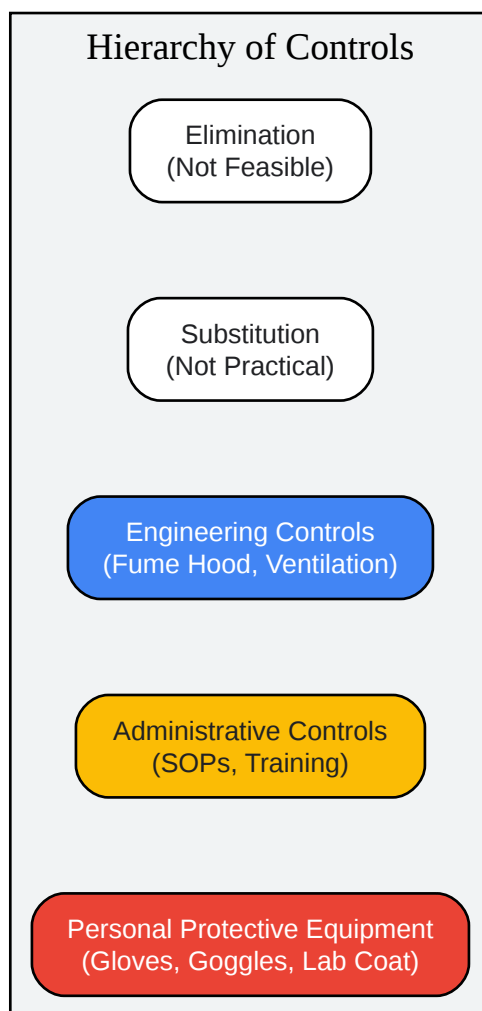 Hierarchy of Controls
Elimination
(Not Feasible)
Substitution
(Not Practical)
Engineering Controls
(Fume Hood, Ventilation)
Administrative Controls
(SOPs, Training)
Personal Protective Equipment
(Gloves, Goggles, Lab Coat)